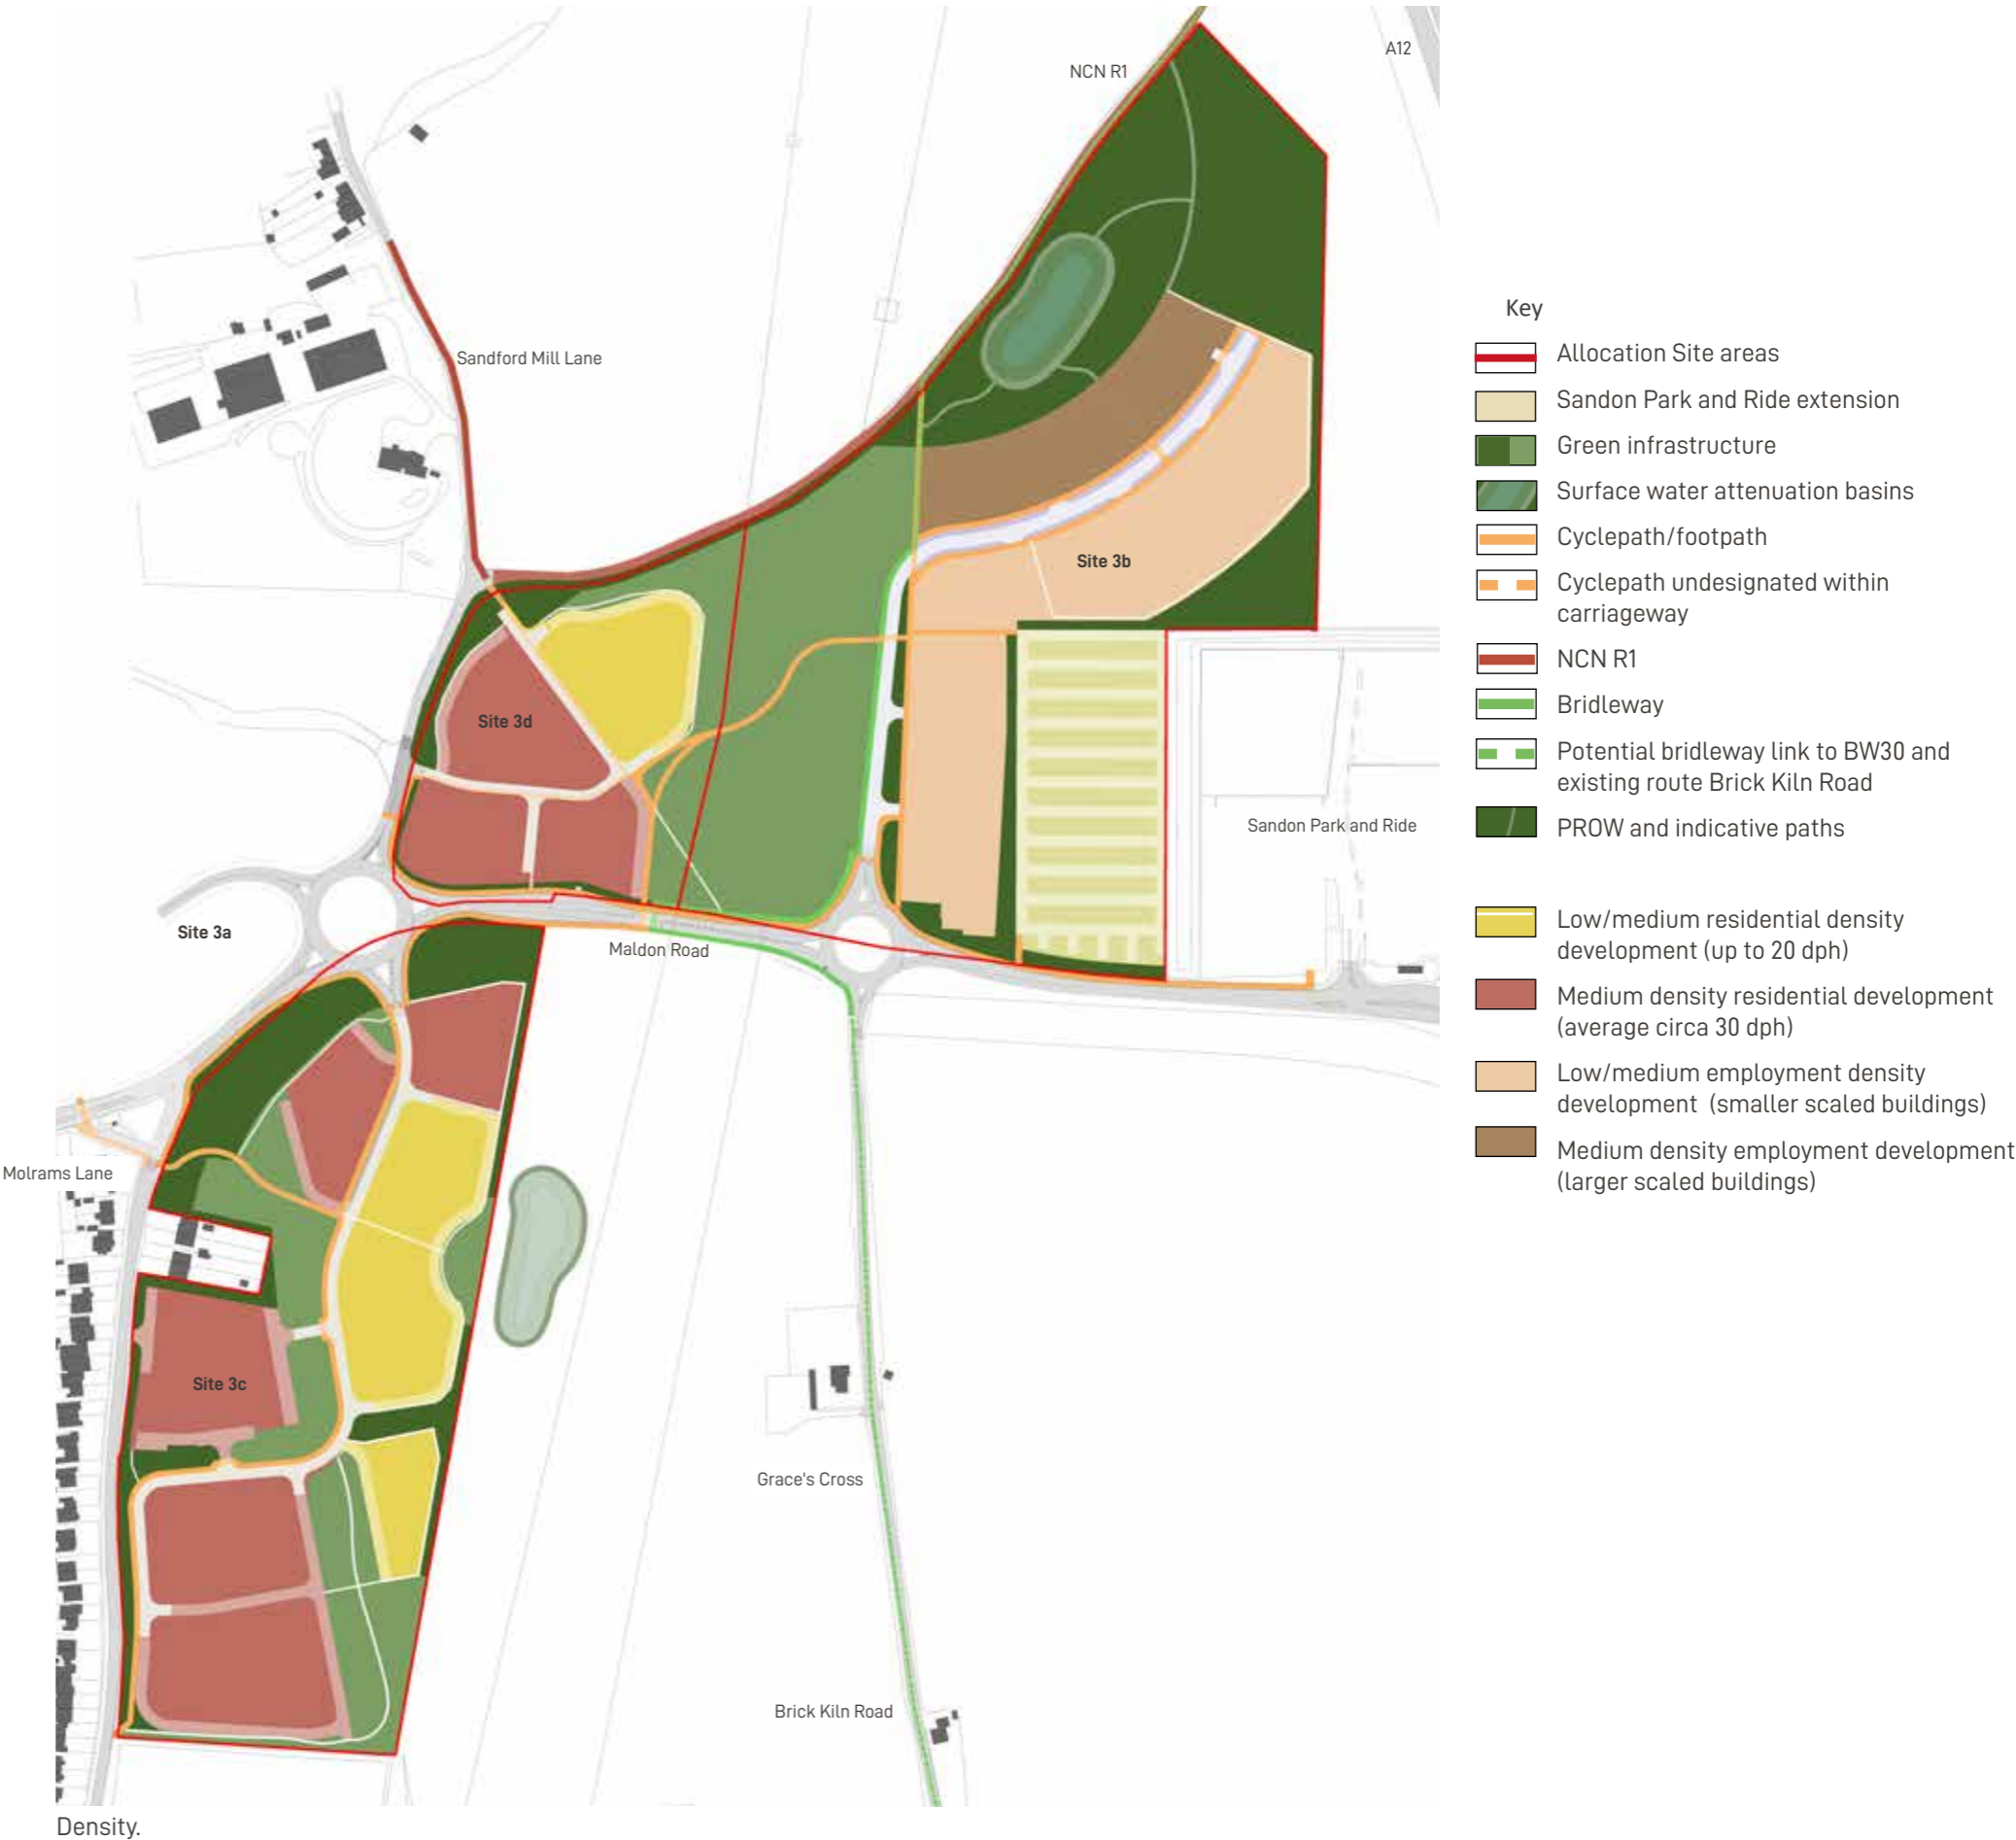 A12
NCN R1
Sandford Mill Lane
Site 3b
Site 3d
Sandon Park and Ride
Site 3a
Maldon Road
Molrams Lane
Site 3c
Grace's Cross
Brick Kiln Road
Density.
Key
Allocation Site areas
Sandon Park and Ride extension
Green infrastructure
Surface water attenuation basins
Cyclepath/footpath
Cyclepath undesignated within
carriageway
NCN R1
Bridleway
Potential bridleway link to BW30 and
existing route Brick Kiln Road
PROW and indicative paths
Low/medium residential density
development (up to 20 dph)
Medium density residential development
(average circa 30 dph)
Low/medium employment density
development (smaller scaled buildings)
Medium density employment development
(larger scaled buildings)